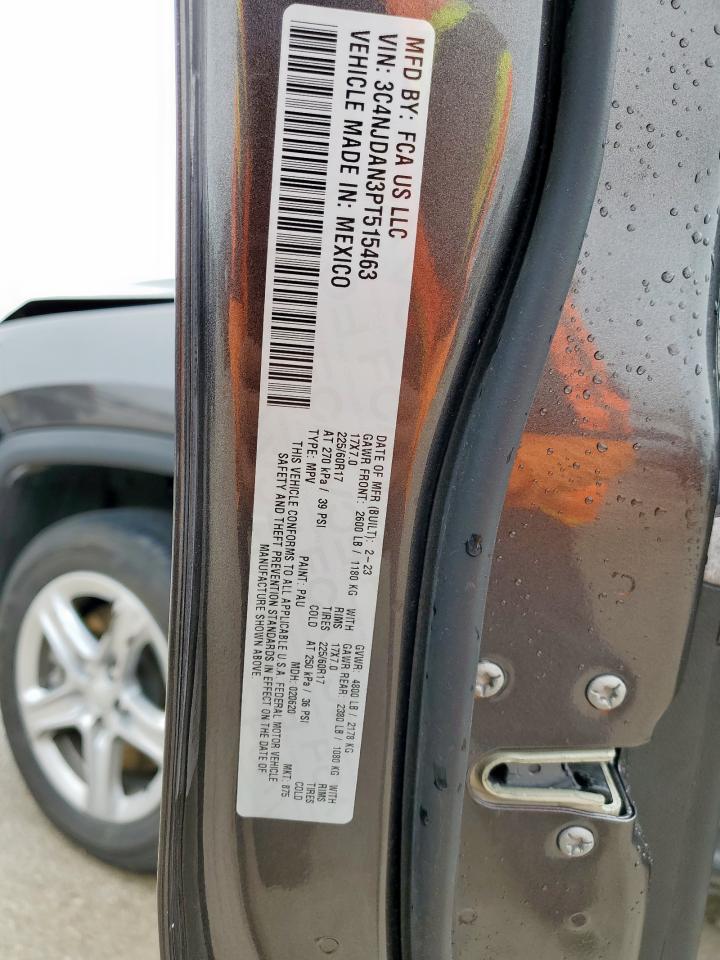 MFD BY: FCA US LLC
VIN: 3C4NJDAN3PT515463
VEHICLE MADE IN: MEXICO
DATE OF MFR (BUILT): 2-23 GVWR: 4800 LB / 2178 KG
GAWR FRONT: 2600 LB / 1180 KG WITH GAWR REAR: 2380 LB / 1080 KG WITH
17X7.0 RIMS 17X7.0 RIMS
225/60R17 TIRES 225/60R17 TIRES
AT 270 kPa / 39 PSI COLD AT 250 kPa / 36 PSI COLD
TYPE: MPV PAINT: PAU MDH: 020620 MKT: 875
THIS VEHICLE CONFORMS TO ALL APPLICABLE U.S.A. FEDERAL MOTOR VEHICLE
SAFETY AND THEFT PREVENTION STANDARDS IN EFFECT ON THE DATE OF
MANUFACTURE SHOWN ABOVE